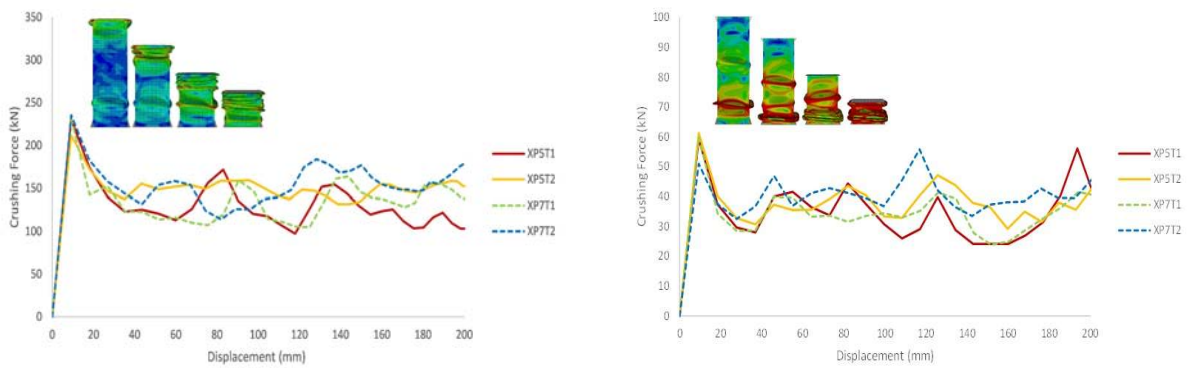 350
300
250
200
150
100
50
0
Crushing Force (kN)
0 20 40 60 80 100 120 140 160 180 200
Displacement (mm)
XP5T1
XP5T2
XP7T1
XP7T2
100
90
80
70
60
50
40
30
20
10
0
Crushing Force (kN)
0 20 40 60 80 100 120 140 160 180 200
Displacement (mm)
XP5T1
XP5T2
XP7T1
XP7T2